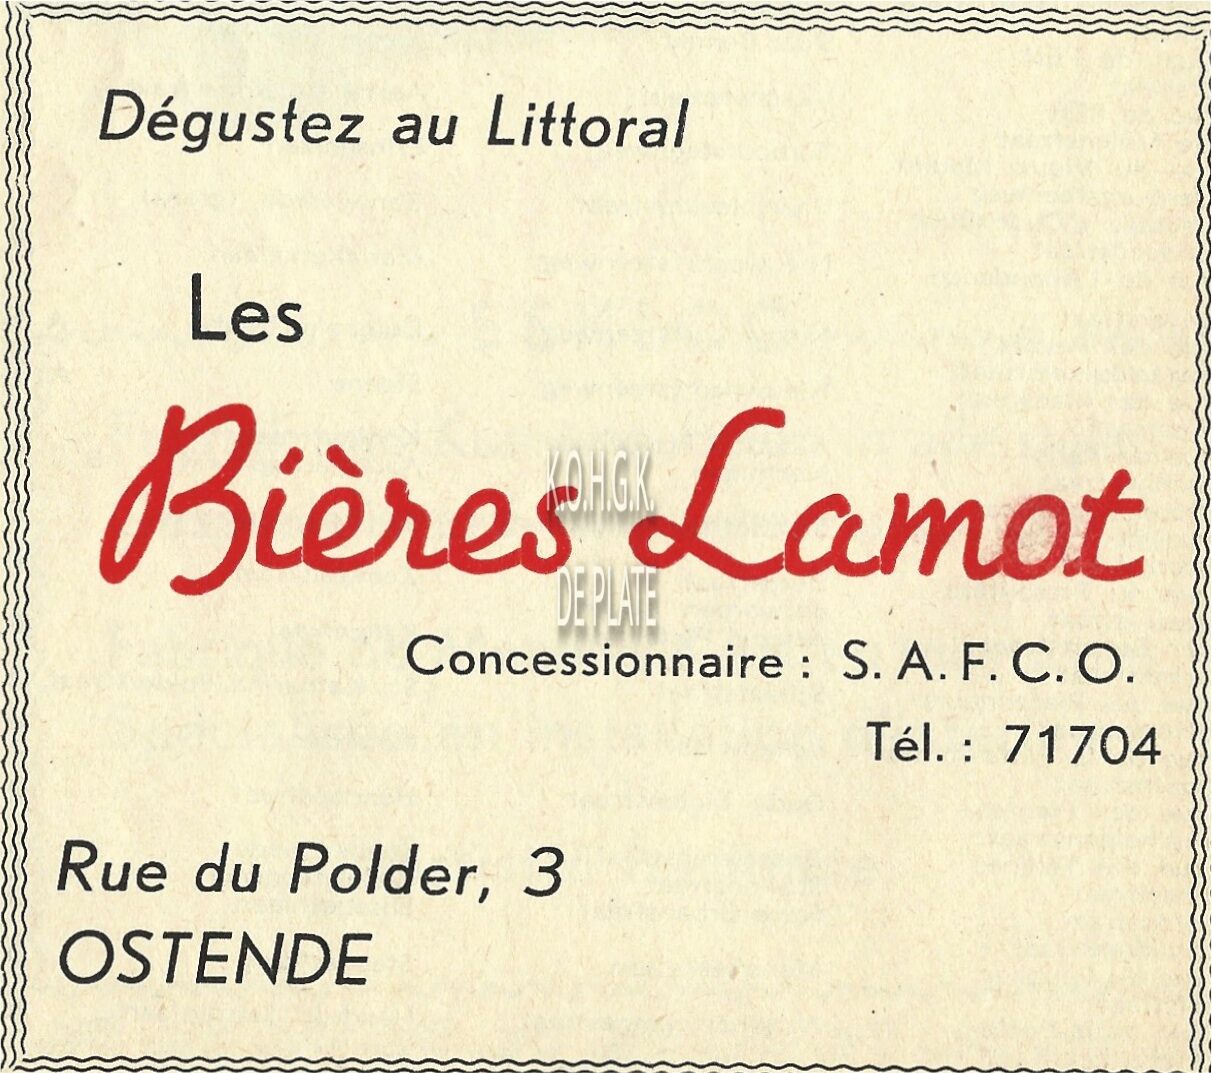 Dégustez au Littoral
Les
Bières Lamot
K.O.H.G.K.
DE PLATE
Concessionnaire : S. A. F. C. O.
Tél. : 71704
Rue du Polder, 3
OSTENDE